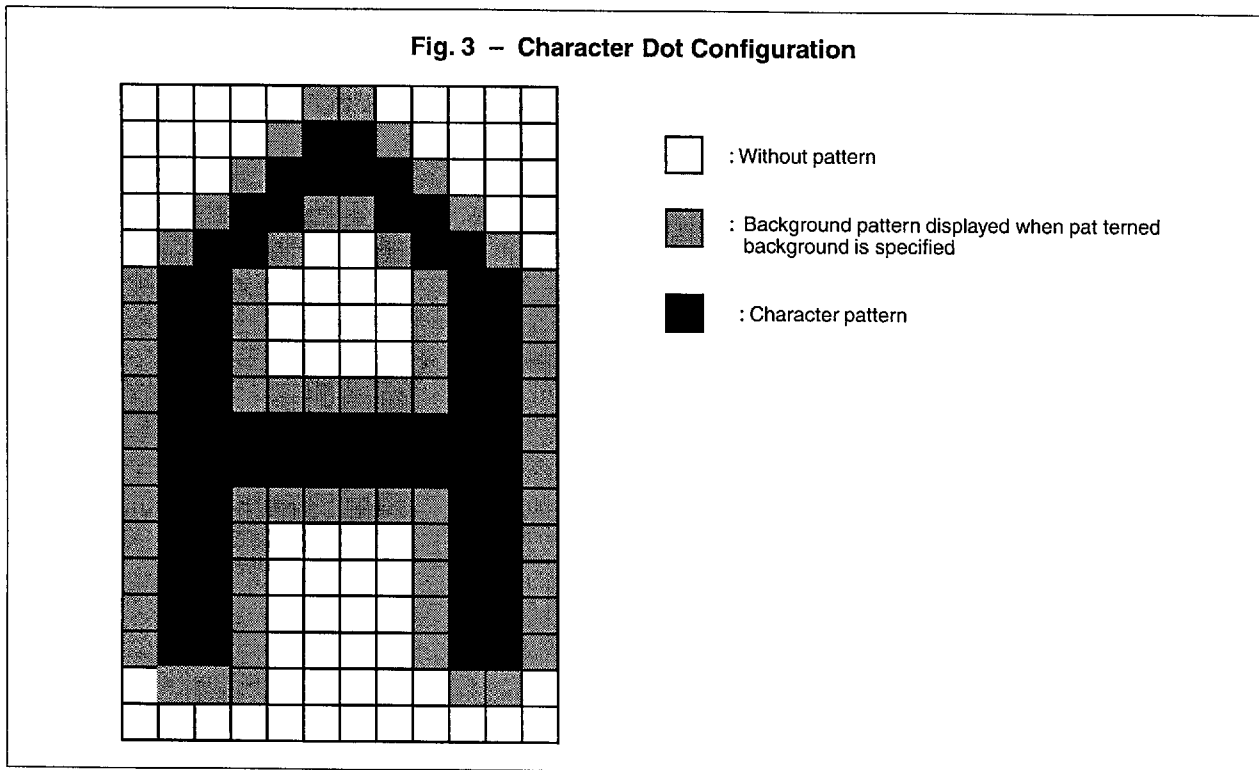 Fig. 3 – Character Dot Configuration
: Without pattern
: Background pattern displayed when pat terned
background is specified
: Character pattern